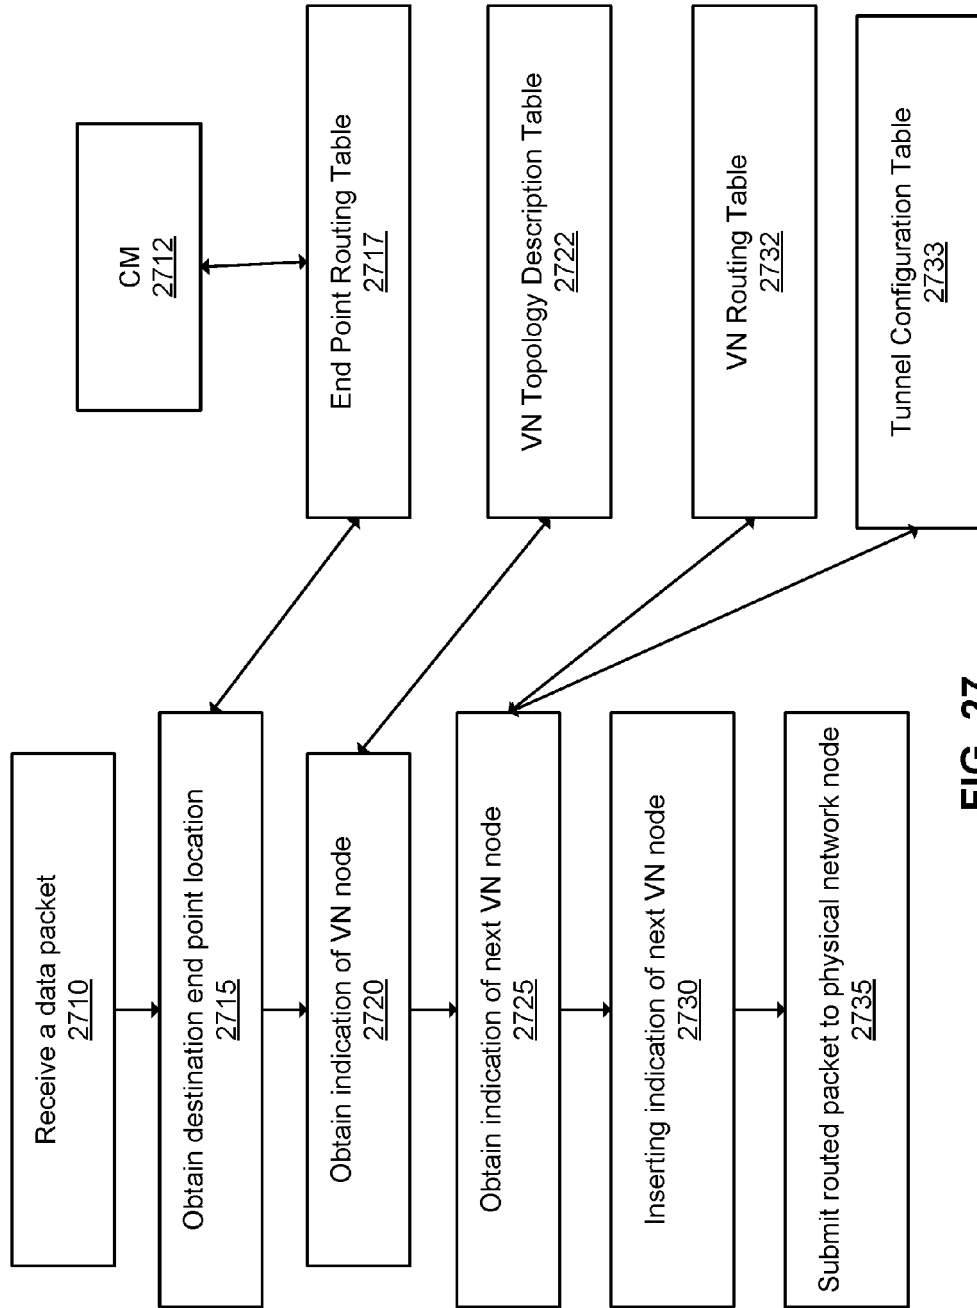 Receive a data packet
2710
Obtain destination end point location
2715
Obtain indication of VN node
2720
Obtain indication of next VN node
2725
Inserting indication of next VN node
2730
Submit routed packet to physical network node
2735
CM
2712
End Point Routing Table
2717
VN Topology Description Table
2722
VN Routing Table
2732
Tunnel Configuration Table
2733
FIG. 27